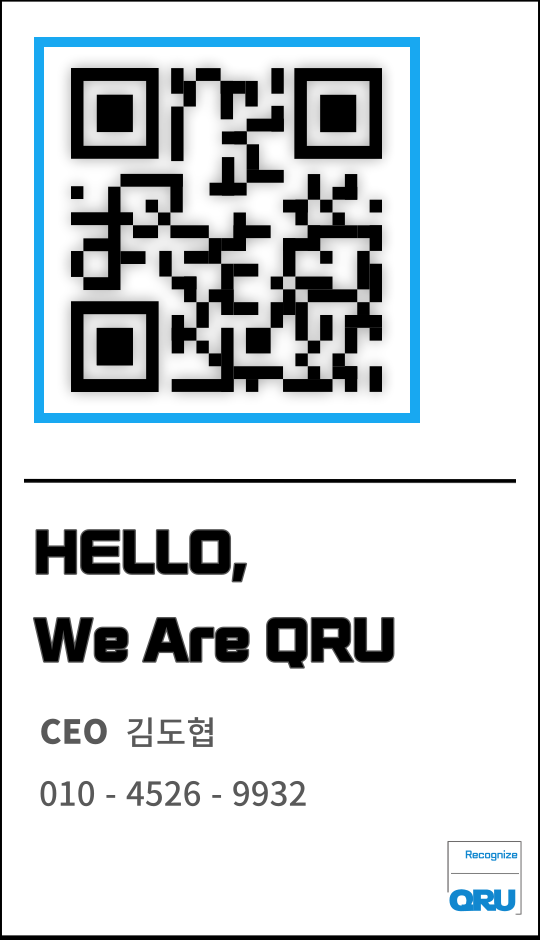 HELLO,
We Are QRU
CEO 김도협
010 - 4526 - 9932
Recognize
QRU